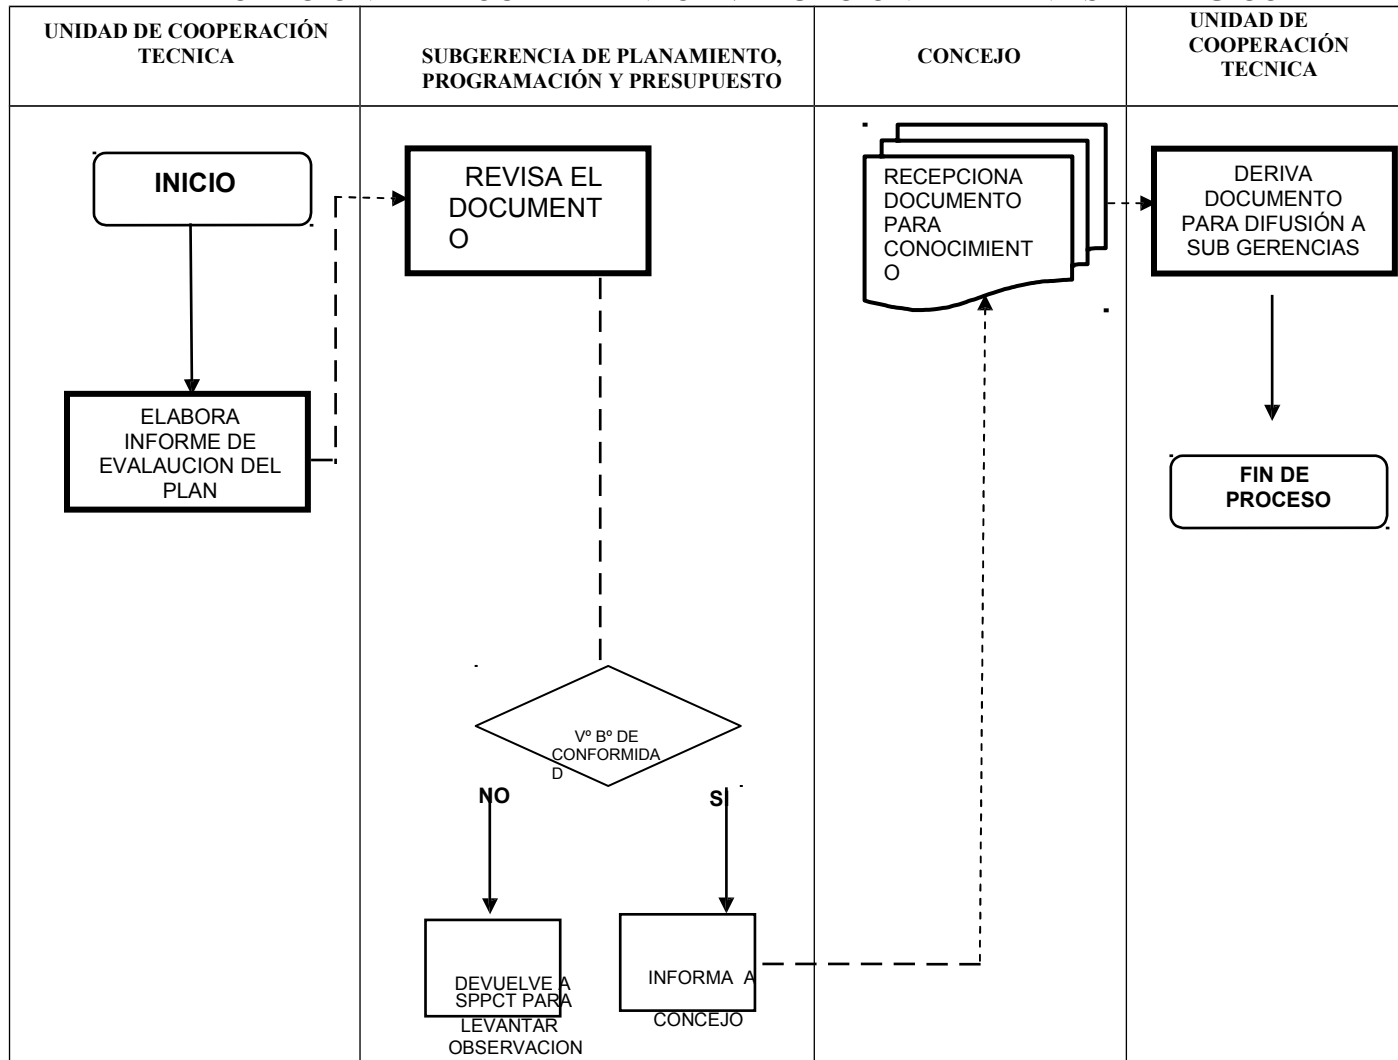 UNIDAD DE COOPERACIÓN
TECNICA
SUBGERENCIA DE PLANAMIENTO,
PROGRAMACIÓN Y PRESUPUESTO
CONCEJO
UNIDAD DE
COOPERACIÓN
TECNICA
INICIO
REVISA EL
DOCUMENT
O
RECEPCIONA
DOCUMENTO
PARA
CONOCIMIENT
O
DERIVA
DOCUMENTO
PARA DIFUSIÓN A
SUB GERENCIAS
ELABORA
INFORME DE
EVALAUCION DEL
PLAN
FIN DE
PROCESO
Vº Bº DE
CONFORMIDA
D
NO
SI
DEVUELVE A
SPPCT PARA
LEVANTAR
OBSERVACION
INFORMA A
CONCEJO